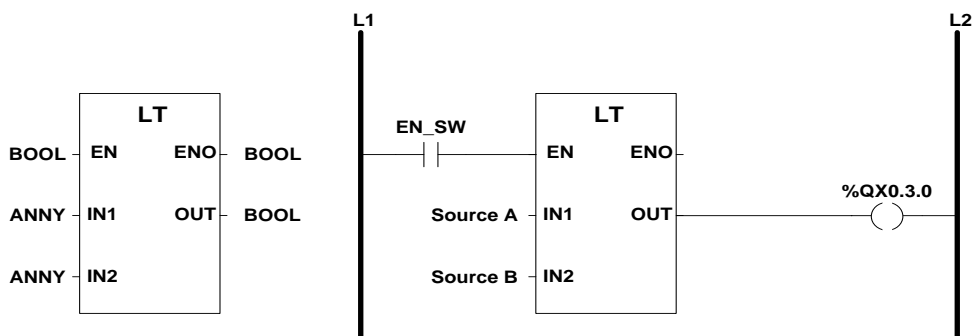 L1
L2
LT
BOOL
EN
ENO
BOOL
ANNY
IN1
OUT
BOOL
ANNY
IN2
EN_SW
LT
EN
ENO
%QX0.3.0
Source A
IN1
OUT
Source B
IN2